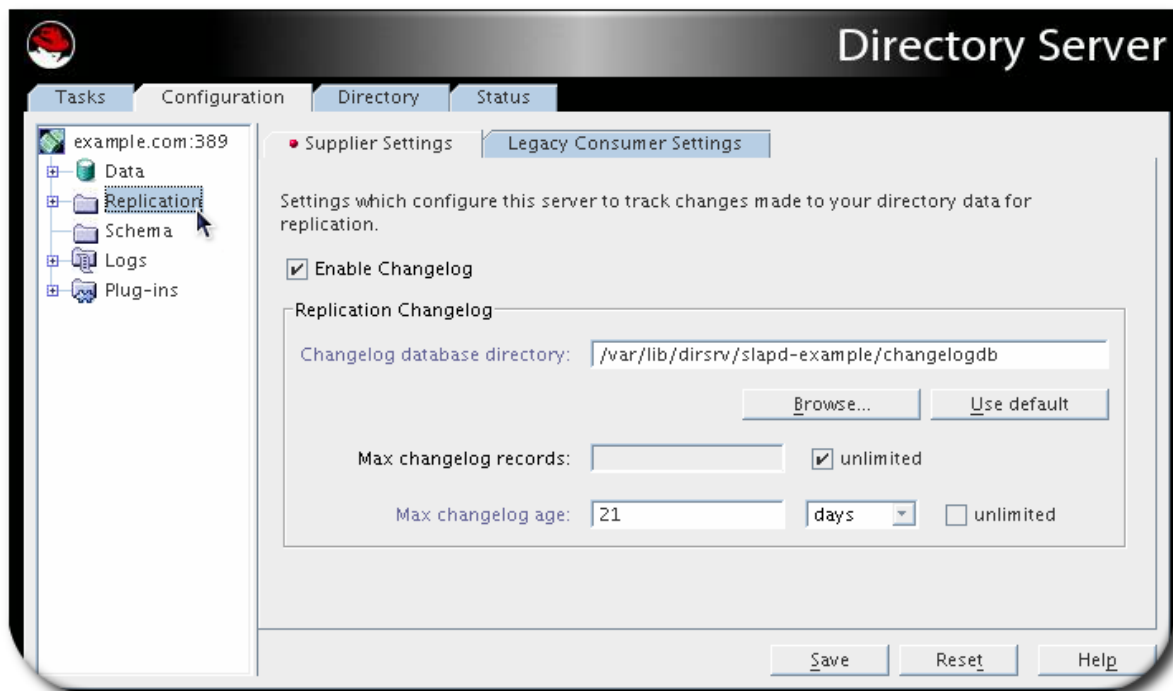 Directory Server
Tasks Configuration Directory Status
example.com:389
Data
Replication
Schema
Logs
Plug-ins
Supplier Settings Legacy Consumer Settings
Settings which configure this server to track changes made to your directory data for
replication.
Enable Changelog
Replication Changelog
Changelog database directory: /var/lib/dirsrv/slapd-example/changelogdb
Browse... Use default
Max changelog records: unlimited
Max changelog age: 21 days unlimited
Save Reset Help